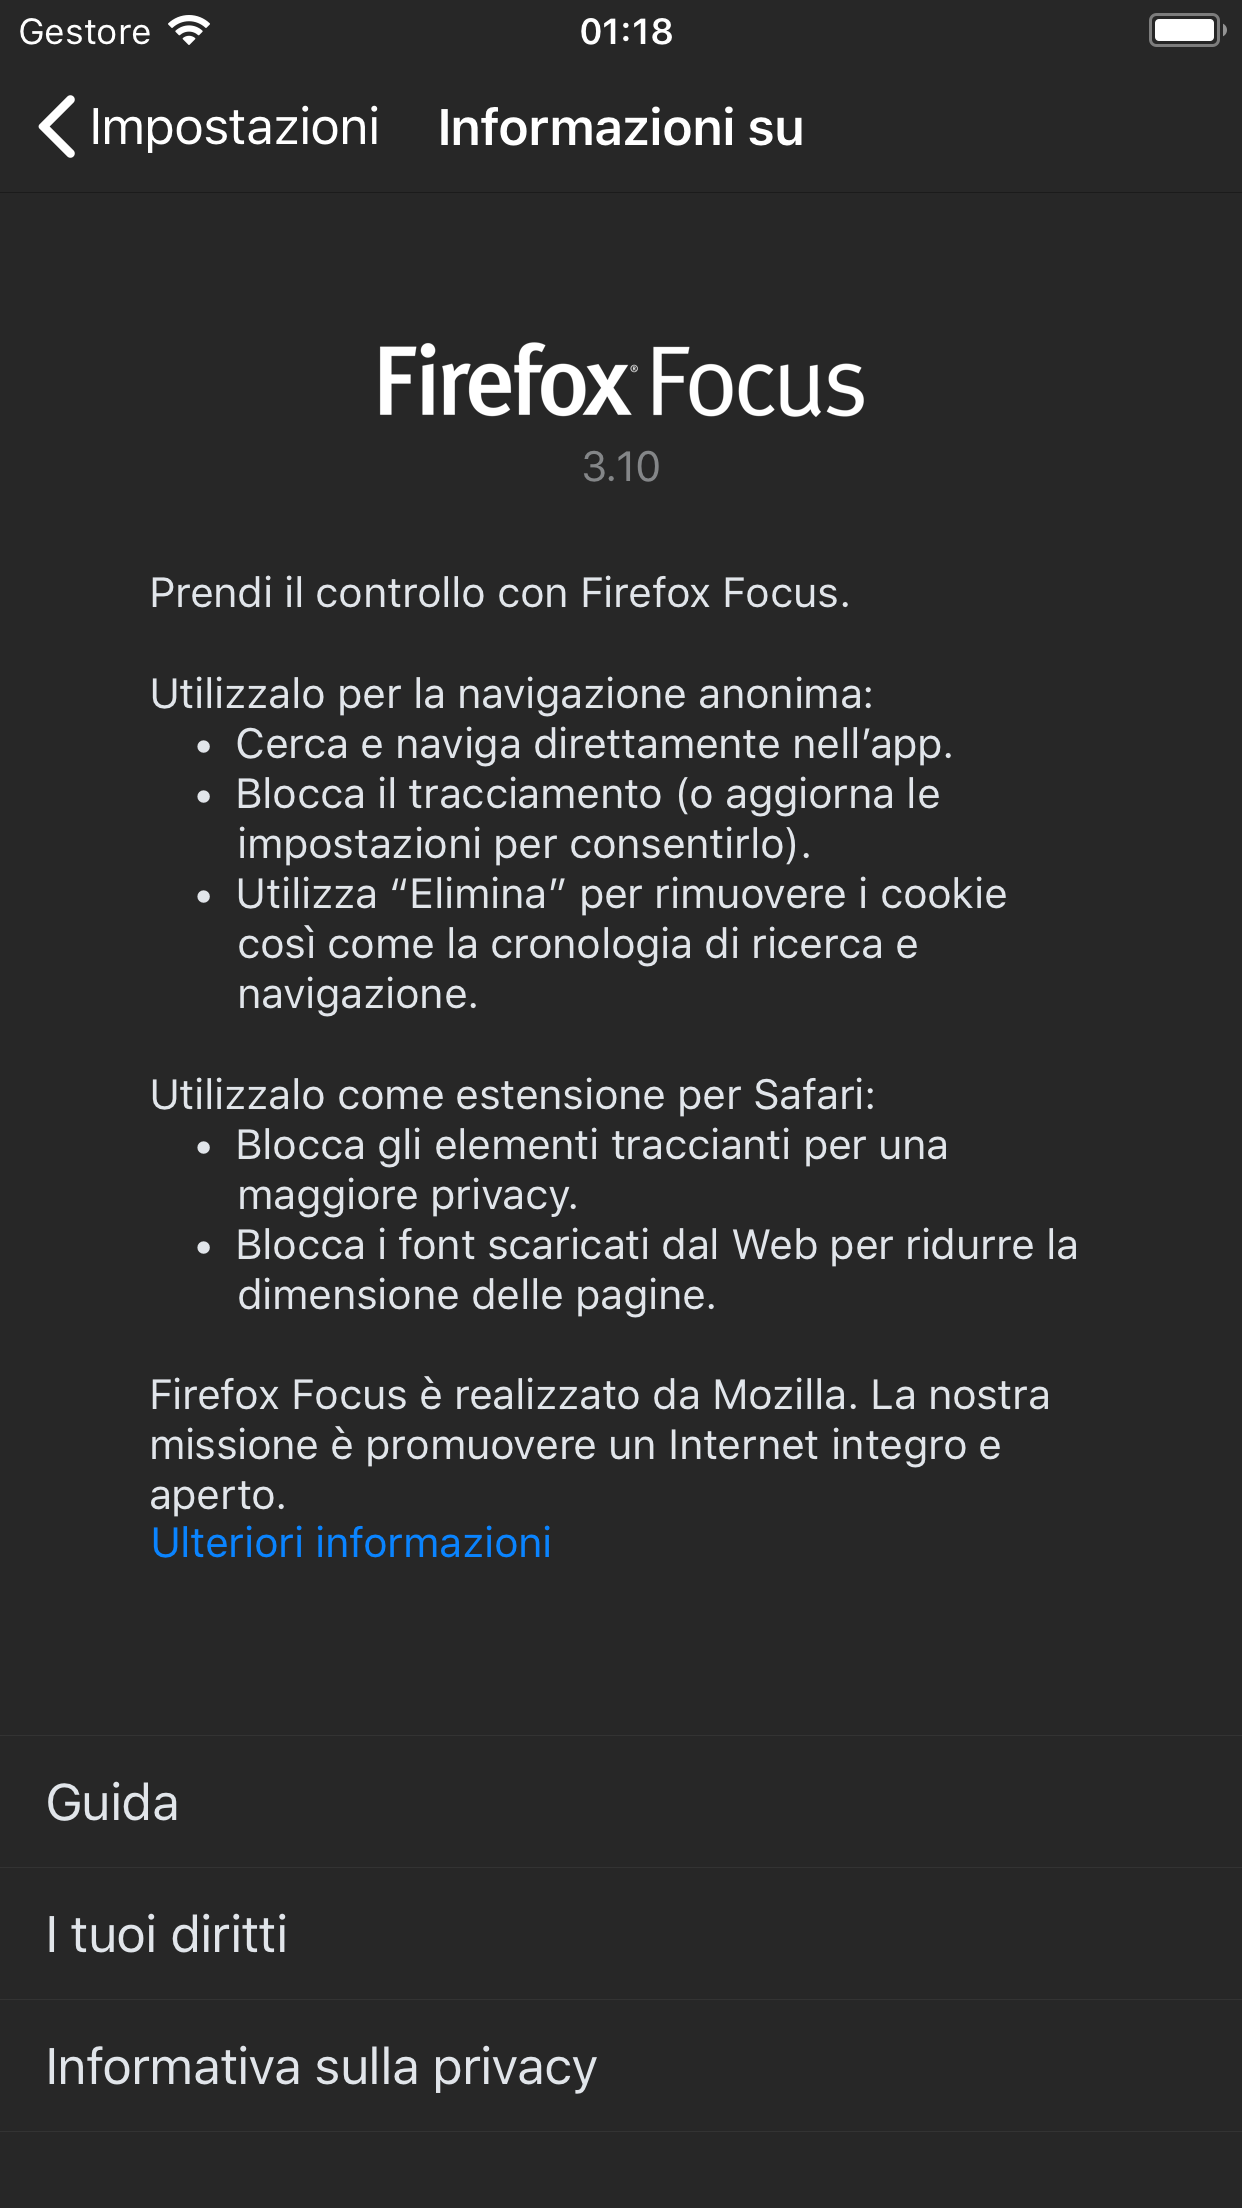 Gestore
01:18
Impostazioni
Informazioni su
Firefox® Focus
3.10
Prendi il controllo con Firefox Focus.
Utilizzalo per la navigazione anonima:
• Cerca e naviga direttamente nell’app.
• Blocca il tracciamento (o aggiorna le
impostazioni per consentirlo).
• Utilizza “Elimina” per rimuovere i cookie
così come la cronologia di ricerca e
navigazione.
Utilizzalo come estensione per Safari:
• Blocca gli elementi traccianti per una
maggiore privacy.
• Blocca i font scaricati dal Web per ridurre la
dimensione delle pagine.
Firefox Focus è realizzato da Mozilla. La nostra
missione è promuovere un Internet integro e
aperto.
Ulteriori informazioni
Guida
I tuoi diritti
Informativa sulla privacy